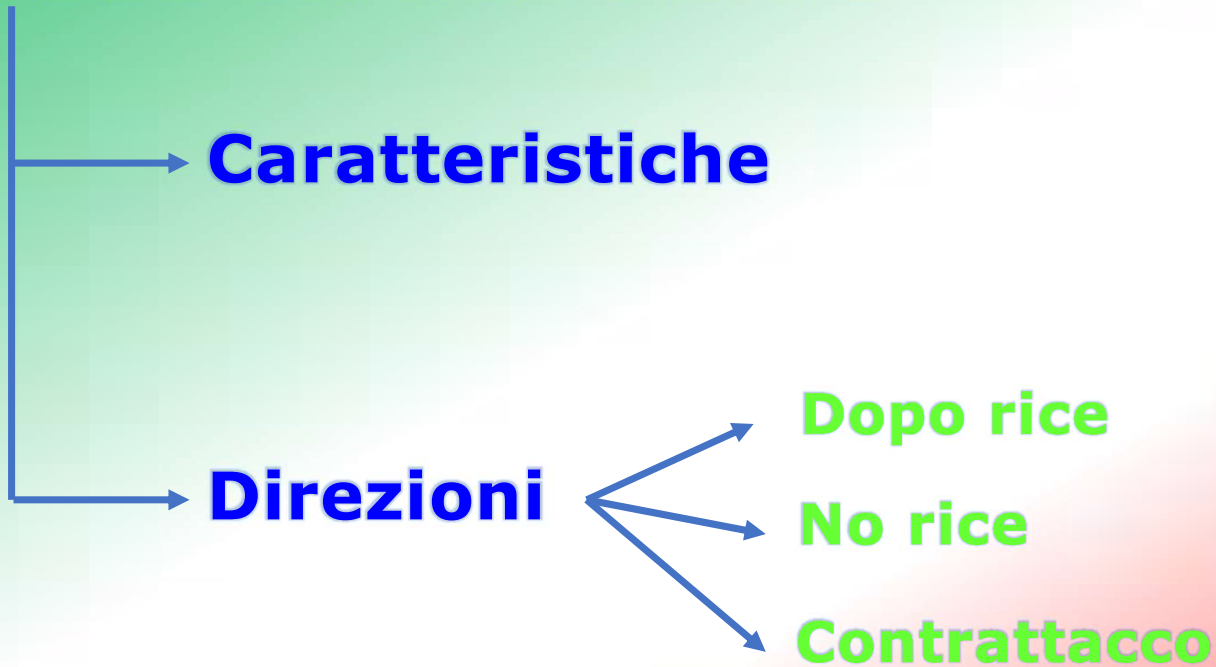 Caratteristiche
Direzioni
Dopo rice
No rice
Contrattacco